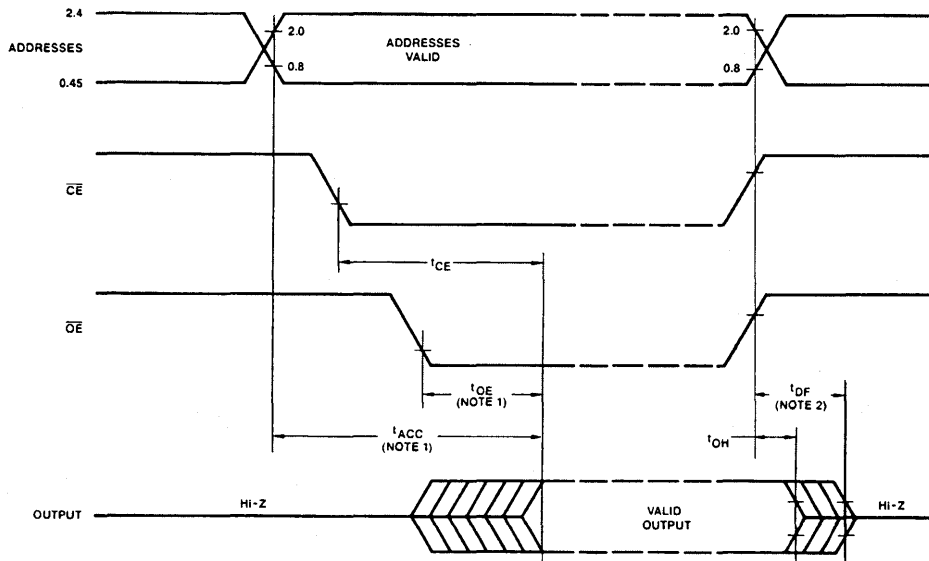 2.4
ADDRESSES
0.45
2.0
0.8
ADDRESSES
VALID
2.0
0.8
CE
tCE
OE
tOE
(NOTE 1)
tDF
(NOTE 2)
tACC
(NOTE 1)
tOH
OUTPUT
Hi-Z
VALID
OUTPUT
Hi-Z